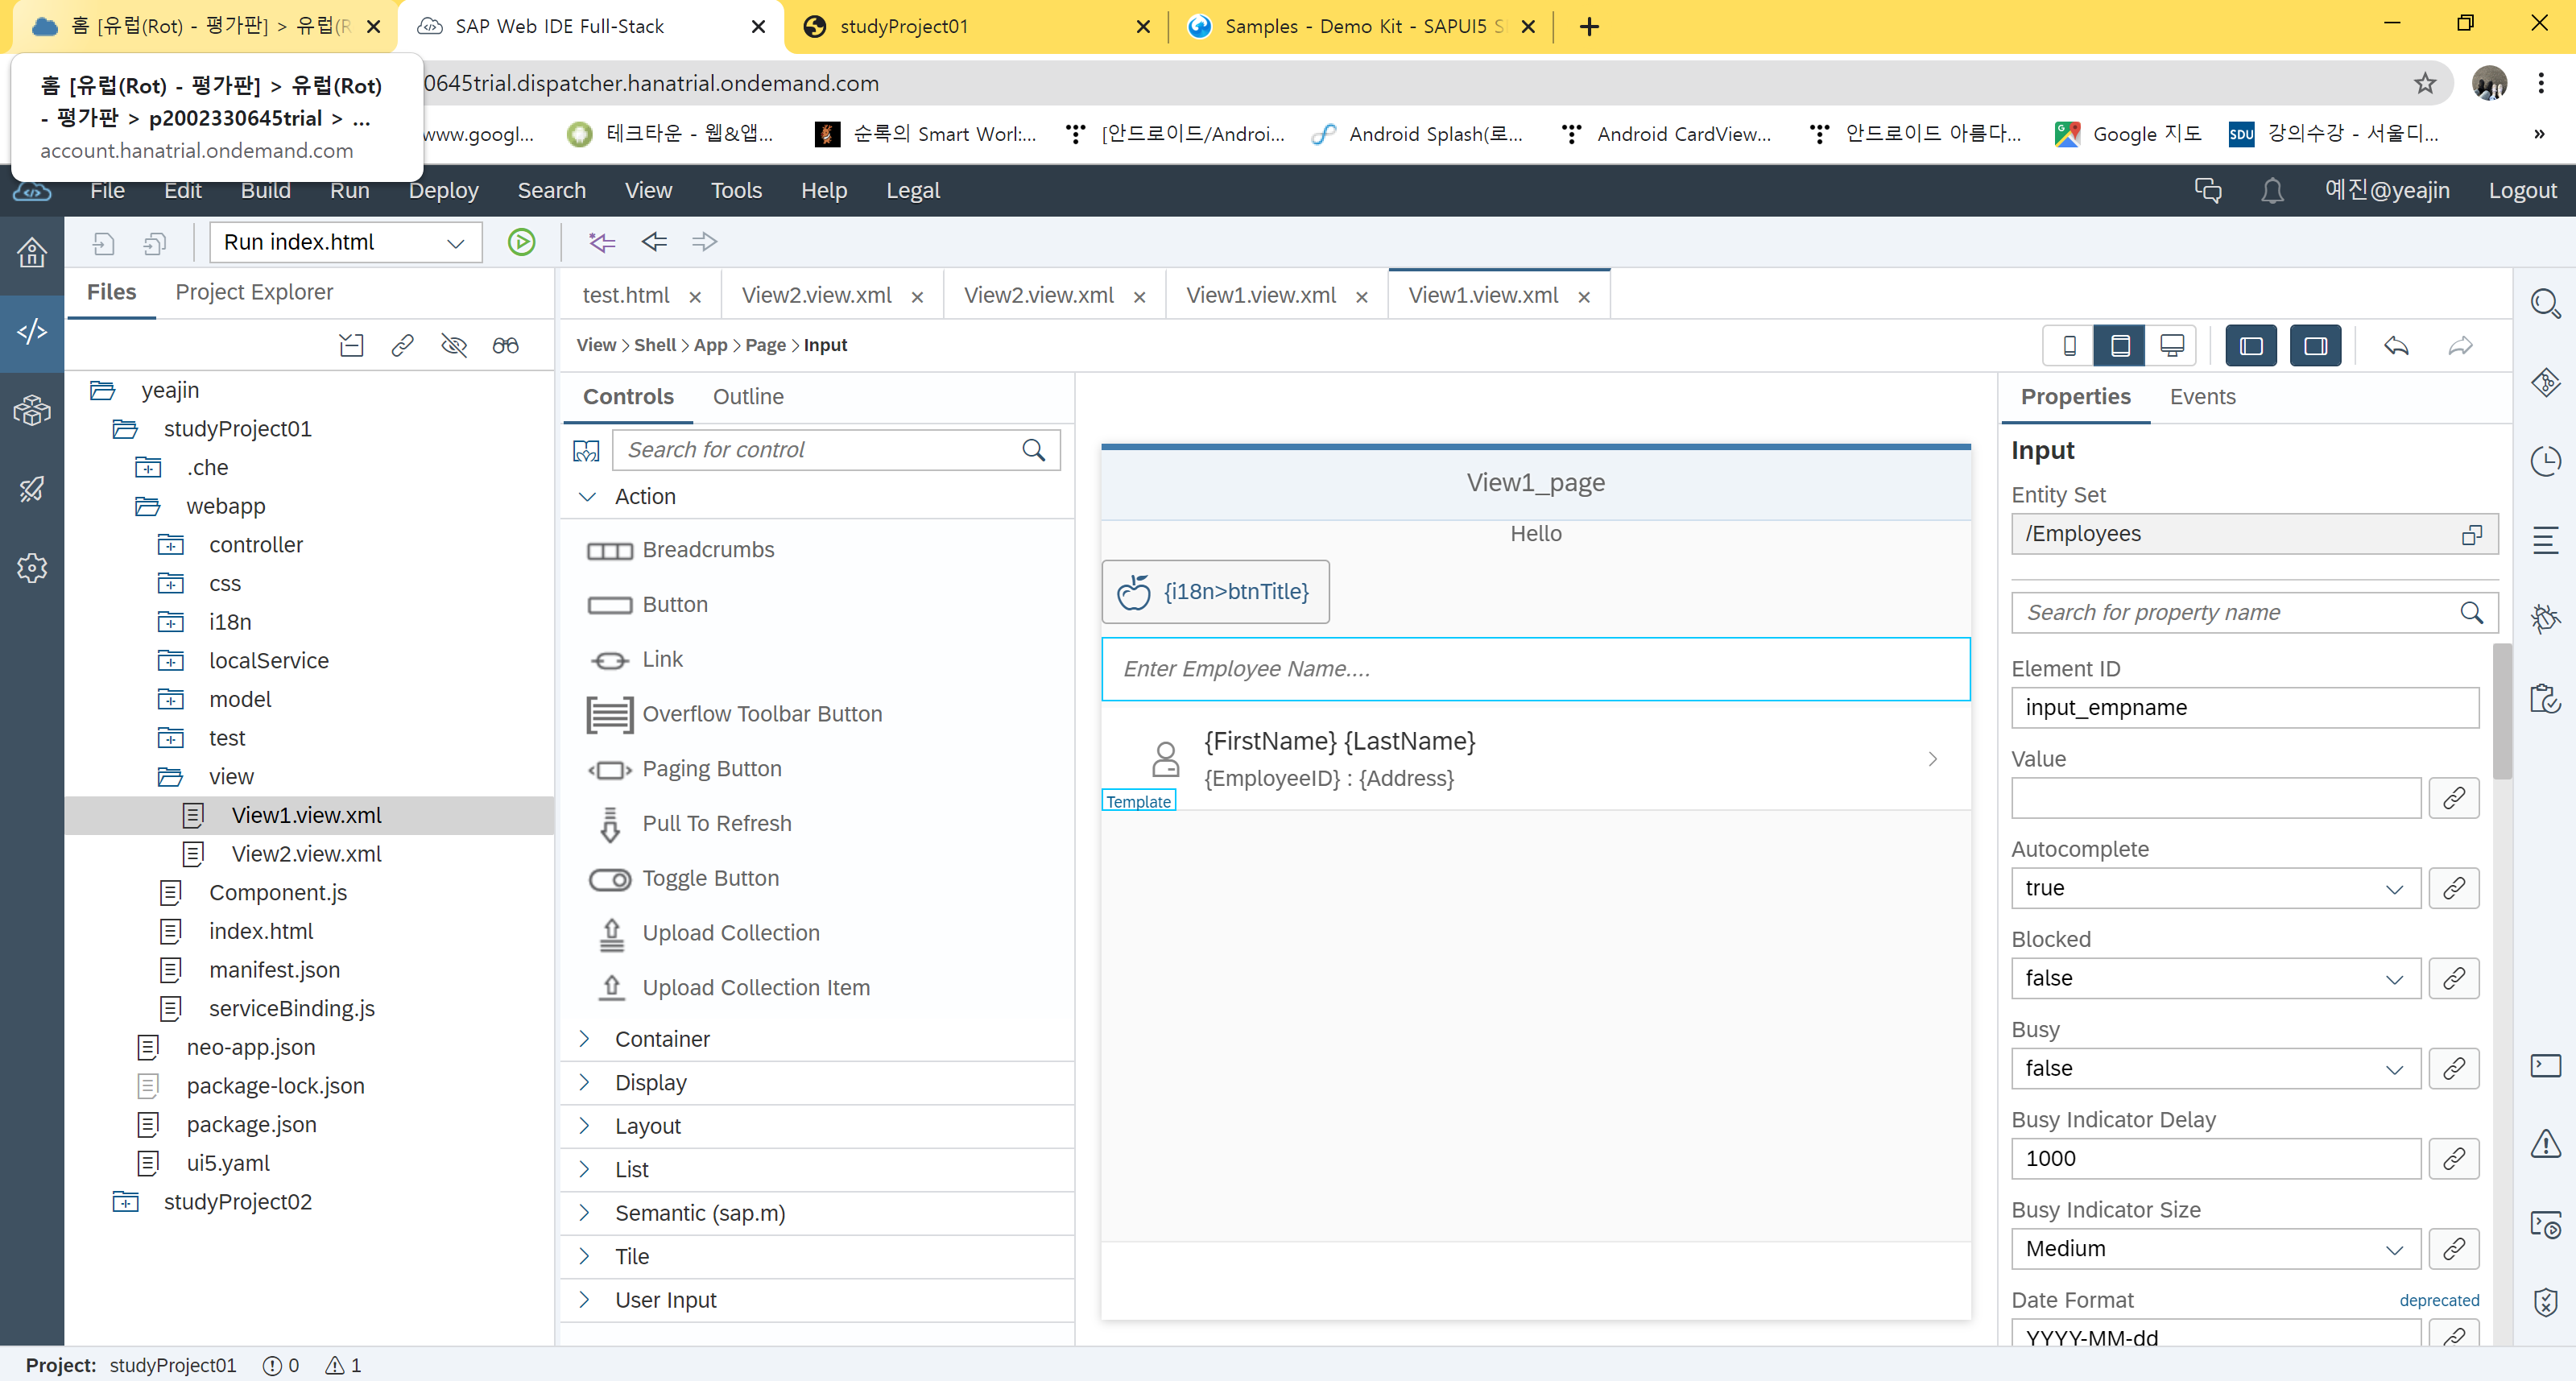 홈 [유럽(Rot) - 평가판] > 유럽(R
SAP Web IDE Full-Stack
studyProject01
Samples - Demo Kit - SAPUI5 S
홈 [유럽(Rot) - 평가판] > 유럽(Rot)
- 평가판 > p2002330645trial > ...
account.hanatrial.ondemand.com
0645trial.dispatcher.hanatrial.ondemand.com
www.googl...
테크타운 - 웹&앱...
순록의 Smart Worl:...
[안드로이드/Androi...
Android Splash(로...
Android CardView...
안드로이드 아름다...
Google 지도
SDU
강의수강 - 서울디...
»
File
Edit
Build
Run
Deploy
Search
View
Tools
Help
Legal
예진@yeajin
Logout
Run index.html
Files
Project Explorer
test.html
View2.view.xml
View2.view.xml
View1.view.xml
View1.view.xml
View > Shell > App > Page > Input
yeajin
studyProject01
.che
webapp
controller
css
i18n
localService
model
test
view
View1.view.xml
View2.view.xml
Component.js
index.html
manifest.json
serviceBinding.js
neo-app.json
package-lock.json
package.json
ui5.yaml
studyProject02
Controls
Outline
Search for control
Action
Breadcrumbs
Button
Link
Overflow Toolbar Button
Paging Button
Pull To Refresh
Toggle Button
Upload Collection
Upload Collection Item
Container
Display
Layout
List
Semantic (sap.m)
Tile
User Input
View1_page
Hello
{i18n>btnTitle}
Enter Employee Name....
{FirstName} {LastName}
{EmployeeID} : {Address}
Template
Properties
Events
Input
Entity Set
/Employees
Search for property name
Element ID
input_empname
Value
Autocomplete
true
Blocked
false
Busy
false
Busy Indicator Delay
1000
Busy Indicator Size
Medium
Date Format
deprecated
YYYY-MM-dd
Project: studyProject01
0
1